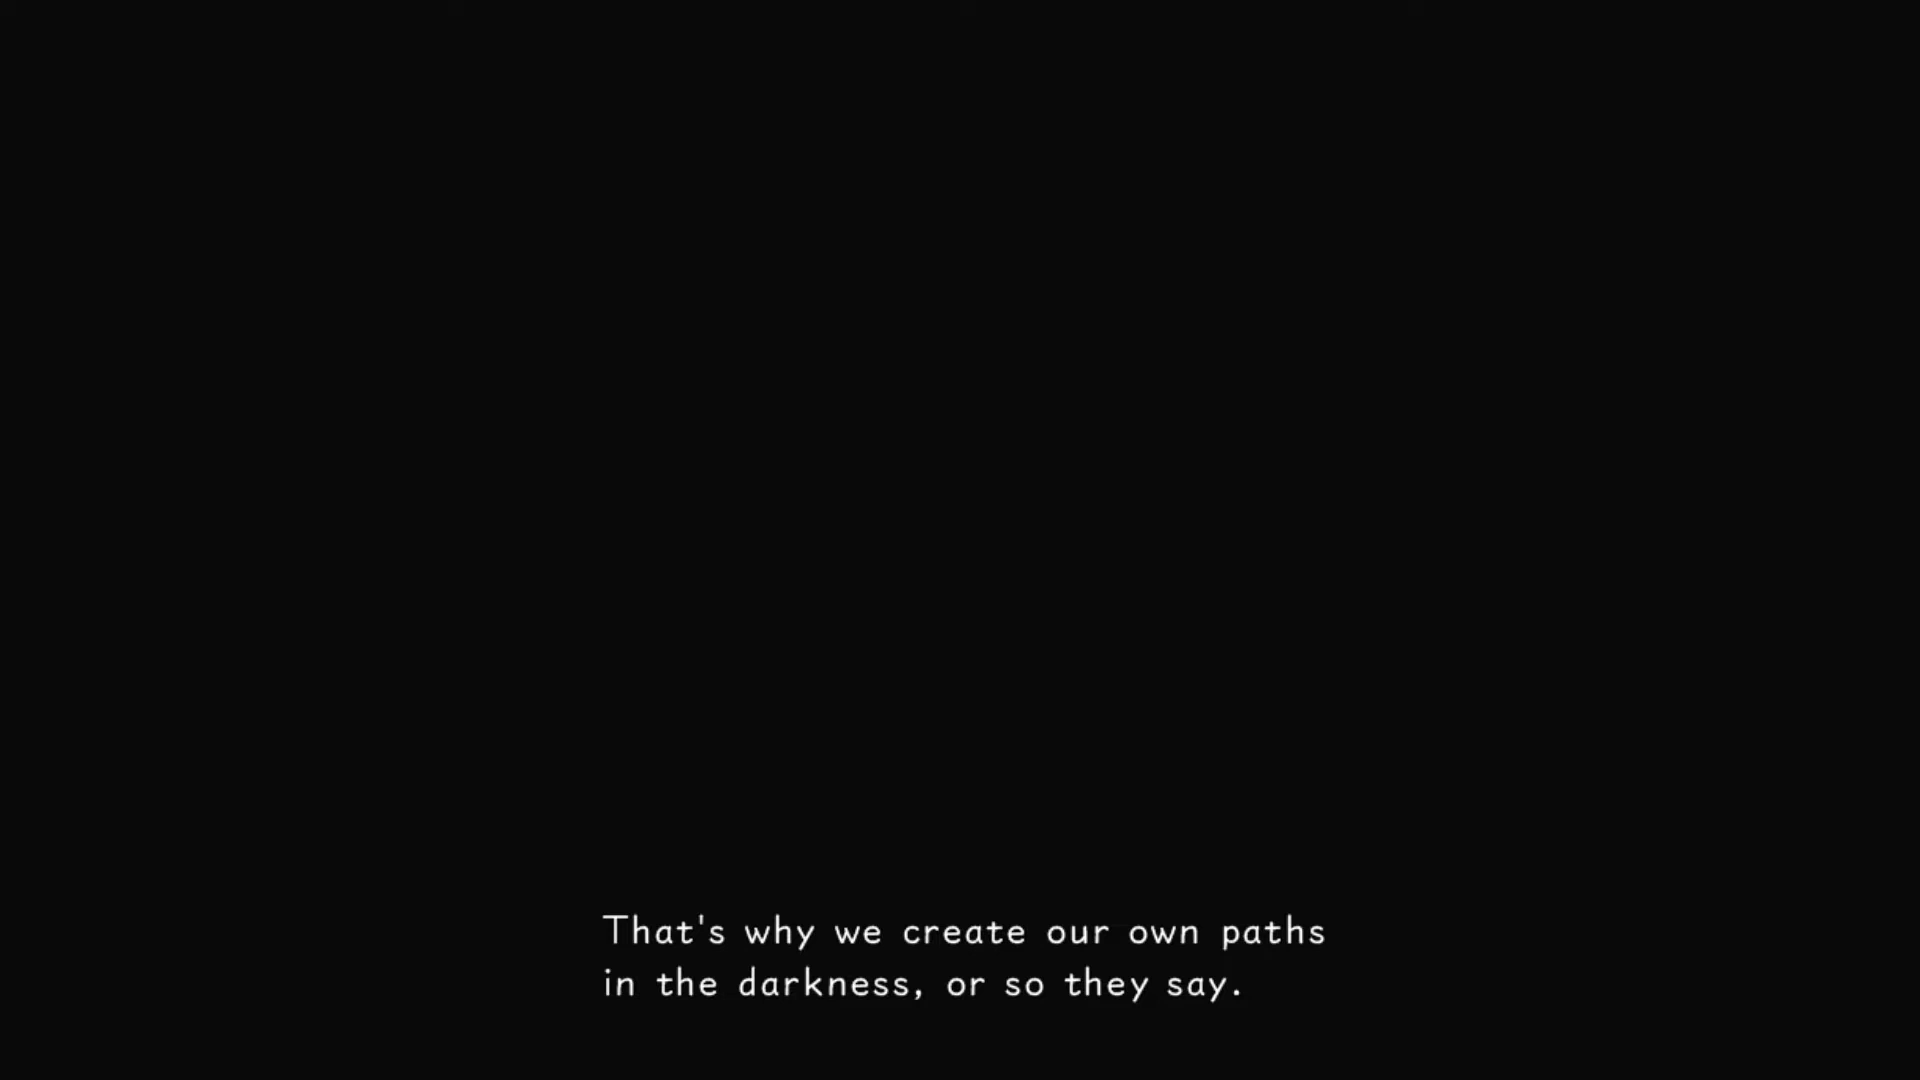 That's why we create our own paths
in the darkness, or so they say.